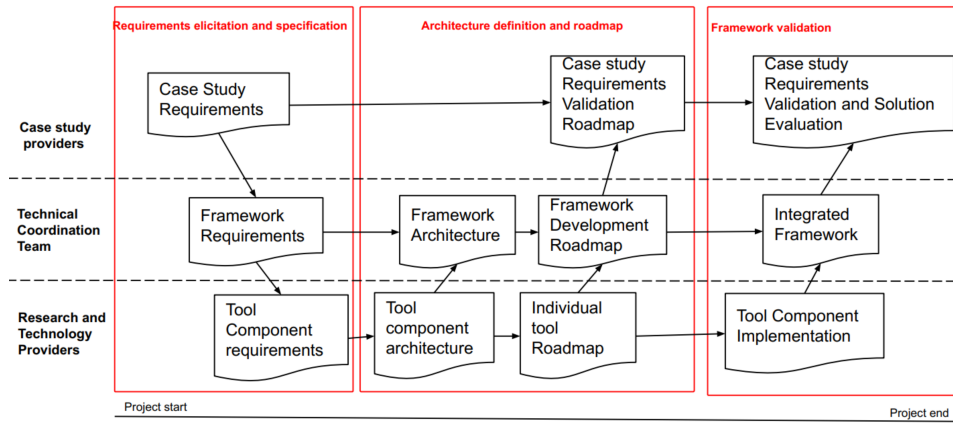 Requirements elicitation and specification
Architecture definition and roadmap
Framework validation
Case study
providers
Case Study
Requirements
Case study
Requirements
Validation
Roadmap
Case study
Requirements
Validation and Solution
Evaluation
Technical
Coordination
Team
Framework
Requirements
Framework
Architecture
Framework
Development
Roadmap
Integrated
Framework
Research and
Technology
Providers
Tool
Component
requirements
Tool
component
architecture
Individual
tool
Roadmap
Tool Component
Implementation
Project start
Project end